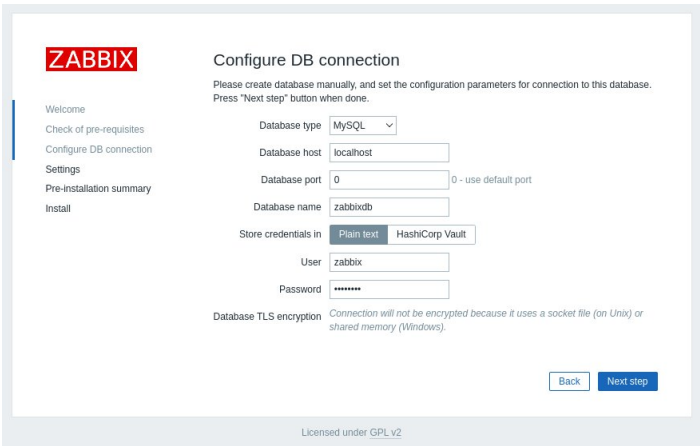 ZABBIX
Welcome
Check of pre-requisites
Configure DB connection
Settings
Pre-installation summary
Install
Configure DB connection
Please create database manually, and set the configuration parameters for connection to this database.
Press "Next step" button when done.
Database type MySQL
Database host localhost
Database port 0 0 - use default port
Database name zabbixdb
Store credentials in Plain text HashiCorp Vault
User zabbix
Password ••••••••
Database TLS encryption Connection will not be encrypted because it uses a socket file (on Unix) or
shared memory (Windows).
Back Next step
Licensed under GPL v2